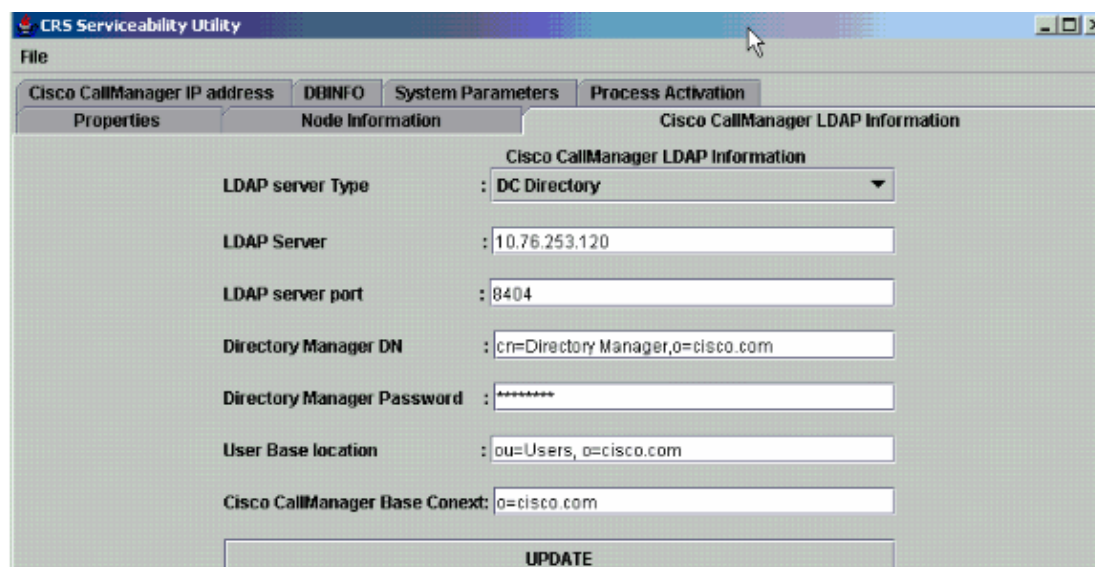 CRS Serviceability Utility
File
Cisco CallManager IP address DBINFO System Parameters Process Activation
Properties Node Information Cisco CallManager LDAP Information
Cisco CallManager LDAP Information
LDAP server Type : DC Directory
LDAP Server : 10.76.253.120
LDAP server port : 8404
Directory Manager DN : cn=Directory Manager,o=cisco.com
Directory Manager Password : ********
User Base location : ou=Users, o=cisco.com
Cisco CallManager Base Conext: o=cisco.com
UPDATE